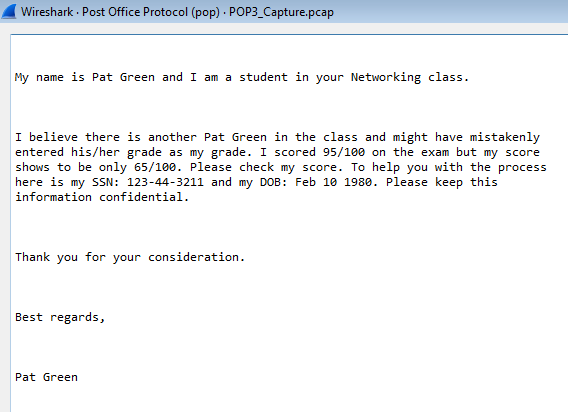 Wireshark · Post Office Protocol (pop) · POP3_Capture.pcap
My name is Pat Green and I am a student in your Networking class.
I believe there is another Pat Green in the class and might have mistakenly
entered his/her grade as my grade. I scored 95/100 on the exam but my score
shows to be only 65/100. Please check my score. To help you with the process
here is my SSN: 123-44-3211 and my DOB: Feb 10 1980. Please keep this
information confidential.
Thank you for your consideration.
Best regards,
Pat Green